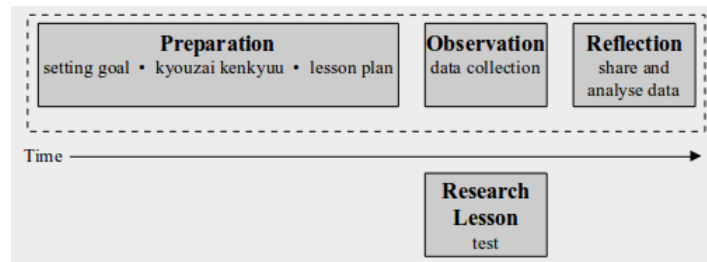 Preparation
setting goal • kyouzai kenkyuu • lesson plan
Observation
data collection
Reflection
share and
analyse data
Time
Research
Lesson
test